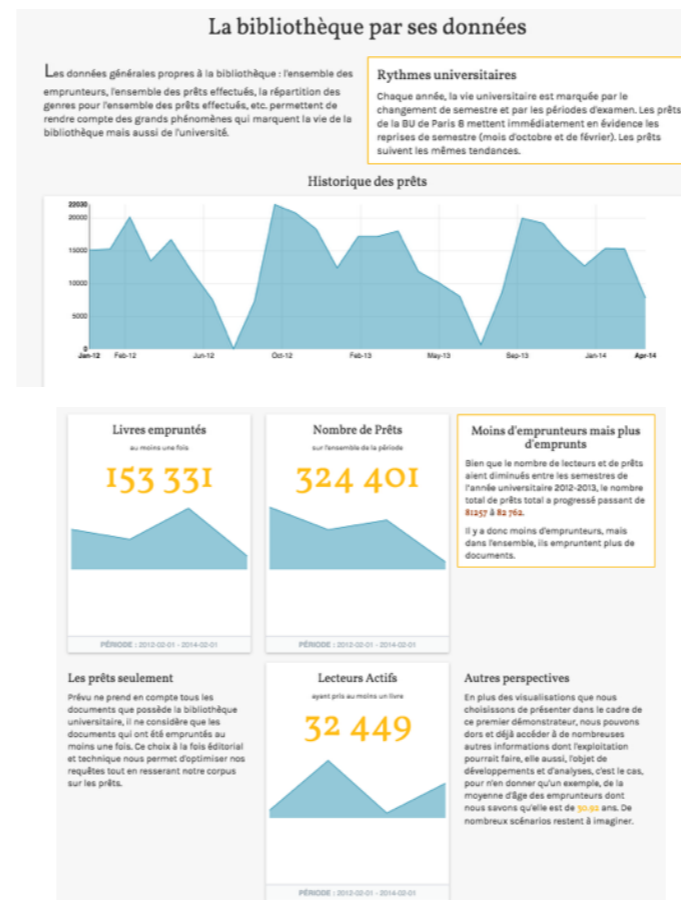 La bibliothèque par ses données
Les données générales propres à la bibliothèque : l'ensemble des
emprunteurs, l'ensemble des prêts effectués, la répartition des
genres pour l'ensemble des prêts effectués, etc. permettent de
rendre compte des grands phénomènes qui marquent la vie de la
bibliothèque mais aussi de l'université.
Rythmes universitaires
Chaque année, la vie universitaire est marquée par le
changement de semestre et par les périodes d'examen. Les prêts
de la BU de Paris 8 mettent immédiatement en évidence les
reprises de semestre (mois d'octobre et de février). Les prêts
suivent les mêmes tendances.
Historique des prêts
22030
20000
15000
10000
5000
0
Jan-12 Feb-12 Jun-12 Oct-12 Feb-13 May-13 Sep-13 Jan-14 Apr-14
Livres empruntés
au moins une fois
153 331
PÉRIODE : 2012-02-01 - 2014-02-01
Nombre de Prêts
sur l'ensemble de la période
324 401
PÉRIODE : 2012-02-01 - 2014-02-01
Moins d'emprunteurs mais plus
d'emprunts
Bien que le nombre de lecteurs et de prêts
aient diminués entre les semestres de
l'année universitaire 2012-2013, le nombre
total de prêts total a progressé passant de
81257 à 82 762.
Il y a donc moins d'emprunteurs, mais
dans l'ensemble, ils empruntent plus de
documents.
Les prêts seulement
Prévu ne prend en compte tous les
documents que possède la bibliothèque
universitaire, il ne considère que les
documents qui ont été empruntés au
moins une fois. Ce choix à la fois éditorial
et technique nous permet d'optimiser nos
requêtes tout en resserant notre corpus
sur les prêts.
Lecteurs Actifs
ayant pris au moins un livre
32 449
PÉRIODE : 2012-02-01 - 2014-02-01
Autres perspectives
En plus des visualisations que nous
choisissons de présenter dans le cadre de
ce premier démonstrateur, nous pouvons
dors et déjà accéder à de nombreuses
autres informations dont l'exploitation
pourrait faire, elle aussi, l'objet de
développements et d'analyses, c'est le cas,
pour n'en donner qu'un exemple, de la
moyenne d'âge des emprunteurs dont
nous savons qu'elle est de ans. De
nombreux scénarios restent à imaginer.